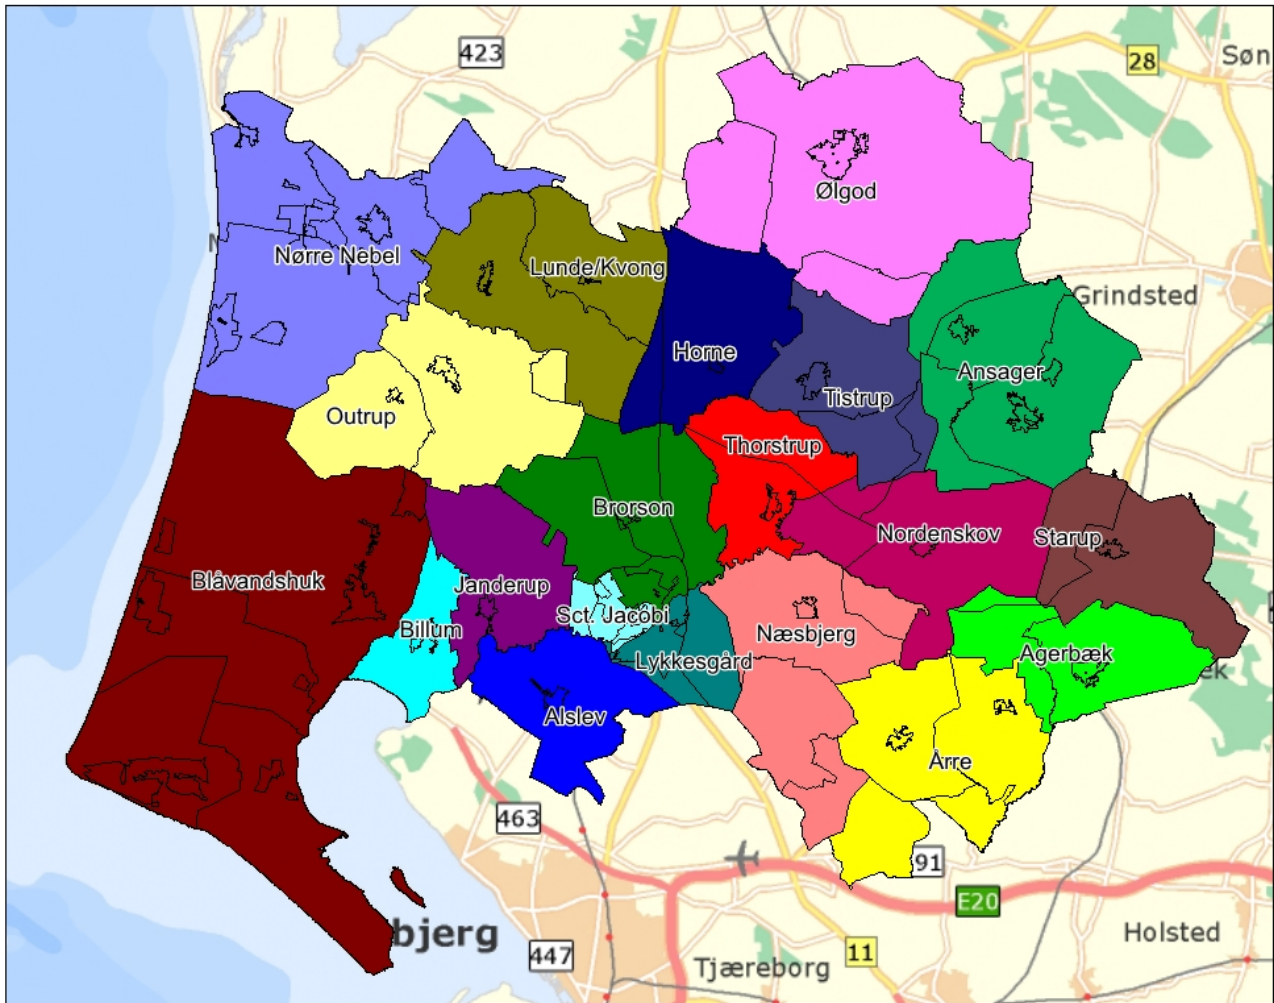 423
28
Søn
Ølgod
N
Nørre Nebel
Lunde/Kvong
Grindsted
Horne
Ansager
Tistrup
Outrup
Thorstrup
Brorson
Nordenskov
Starup
Blåvandshuk
Janderup
Sct. Jacobi
Billum
Næsbjerg
Agerbæk
Lykkesgård
æk
Alslev
Årre
463
91
E20
bjerg
Holsted
447
11
Tjæreborg